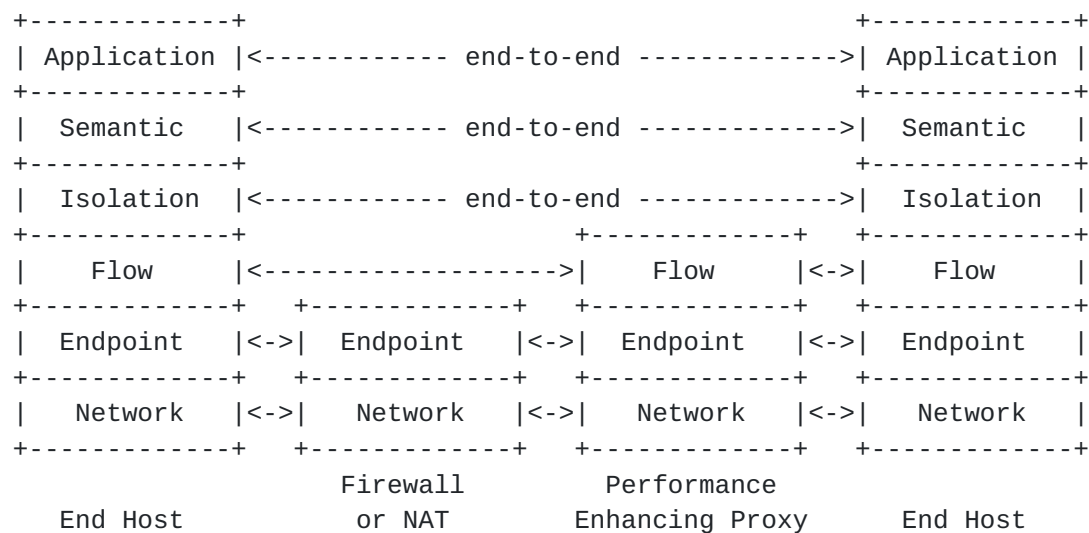 +-------------+                                       +-------------+
| Application |<------------ end-to-end ------------->| Application |
+-------------+                                       +-------------+
|  Semantic   |<------------ end-to-end ------------->|  Semantic   |
+-------------+                                       +-------------+
|  Isolation  |<------------ end-to-end ------------->|  Isolation  |
+-------------+                     +-------------+   +-------------+
|    Flow     |<------------------->|    Flow     |<->|    Flow     |
+-------------+   +-------------+   +-------------+   +-------------+
|  Endpoint   |<->|  Endpoint   |<->|  Endpoint   |<->|  Endpoint   |
+-------------+   +-------------+   +-------------+   +-------------+
|   Network   |<->|   Network   |<->|   Network   |<->|   Network   |
+-------------+   +-------------+   +-------------+   +-------------+
                     Firewall         Performance
   End Host           or NAT        Enhancing Proxy      End Host